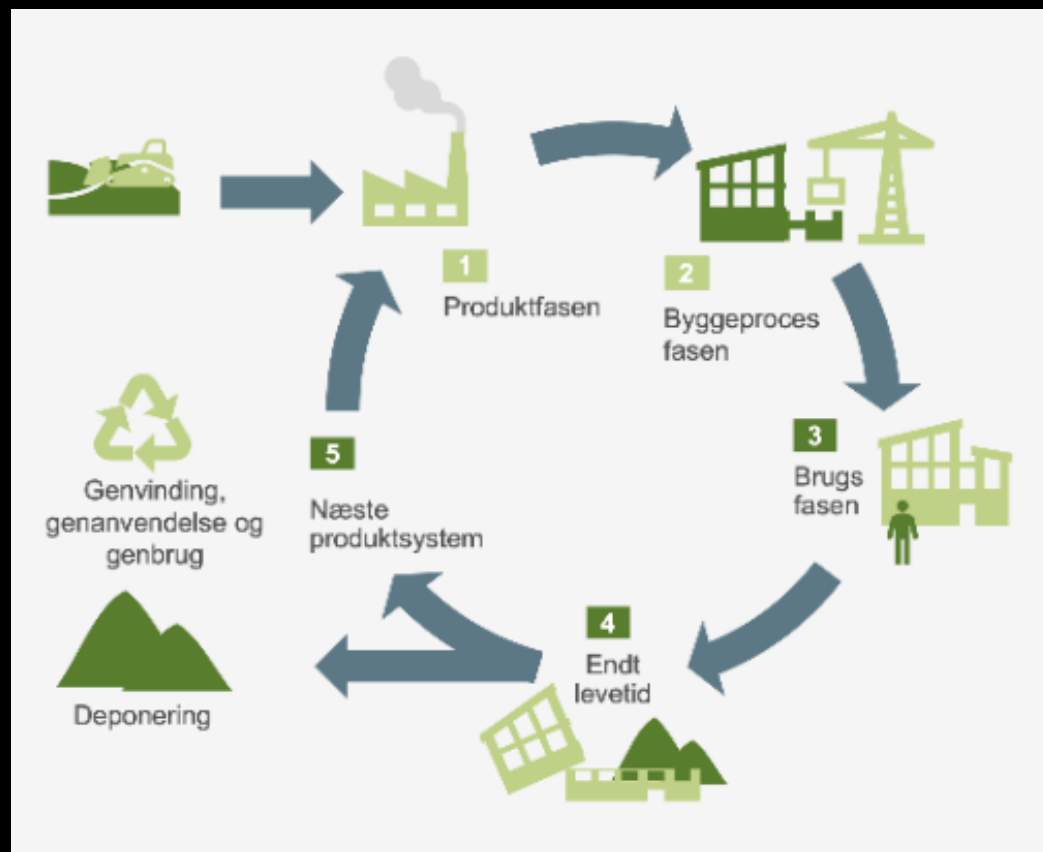 1
Produktfasen
2
Byggeproces
fasen
3
Brugs
fasen
4
Endt
levetid
5
Næste
produktsystem
Genvinding,
genanvendelse og
genbrug
Deponering